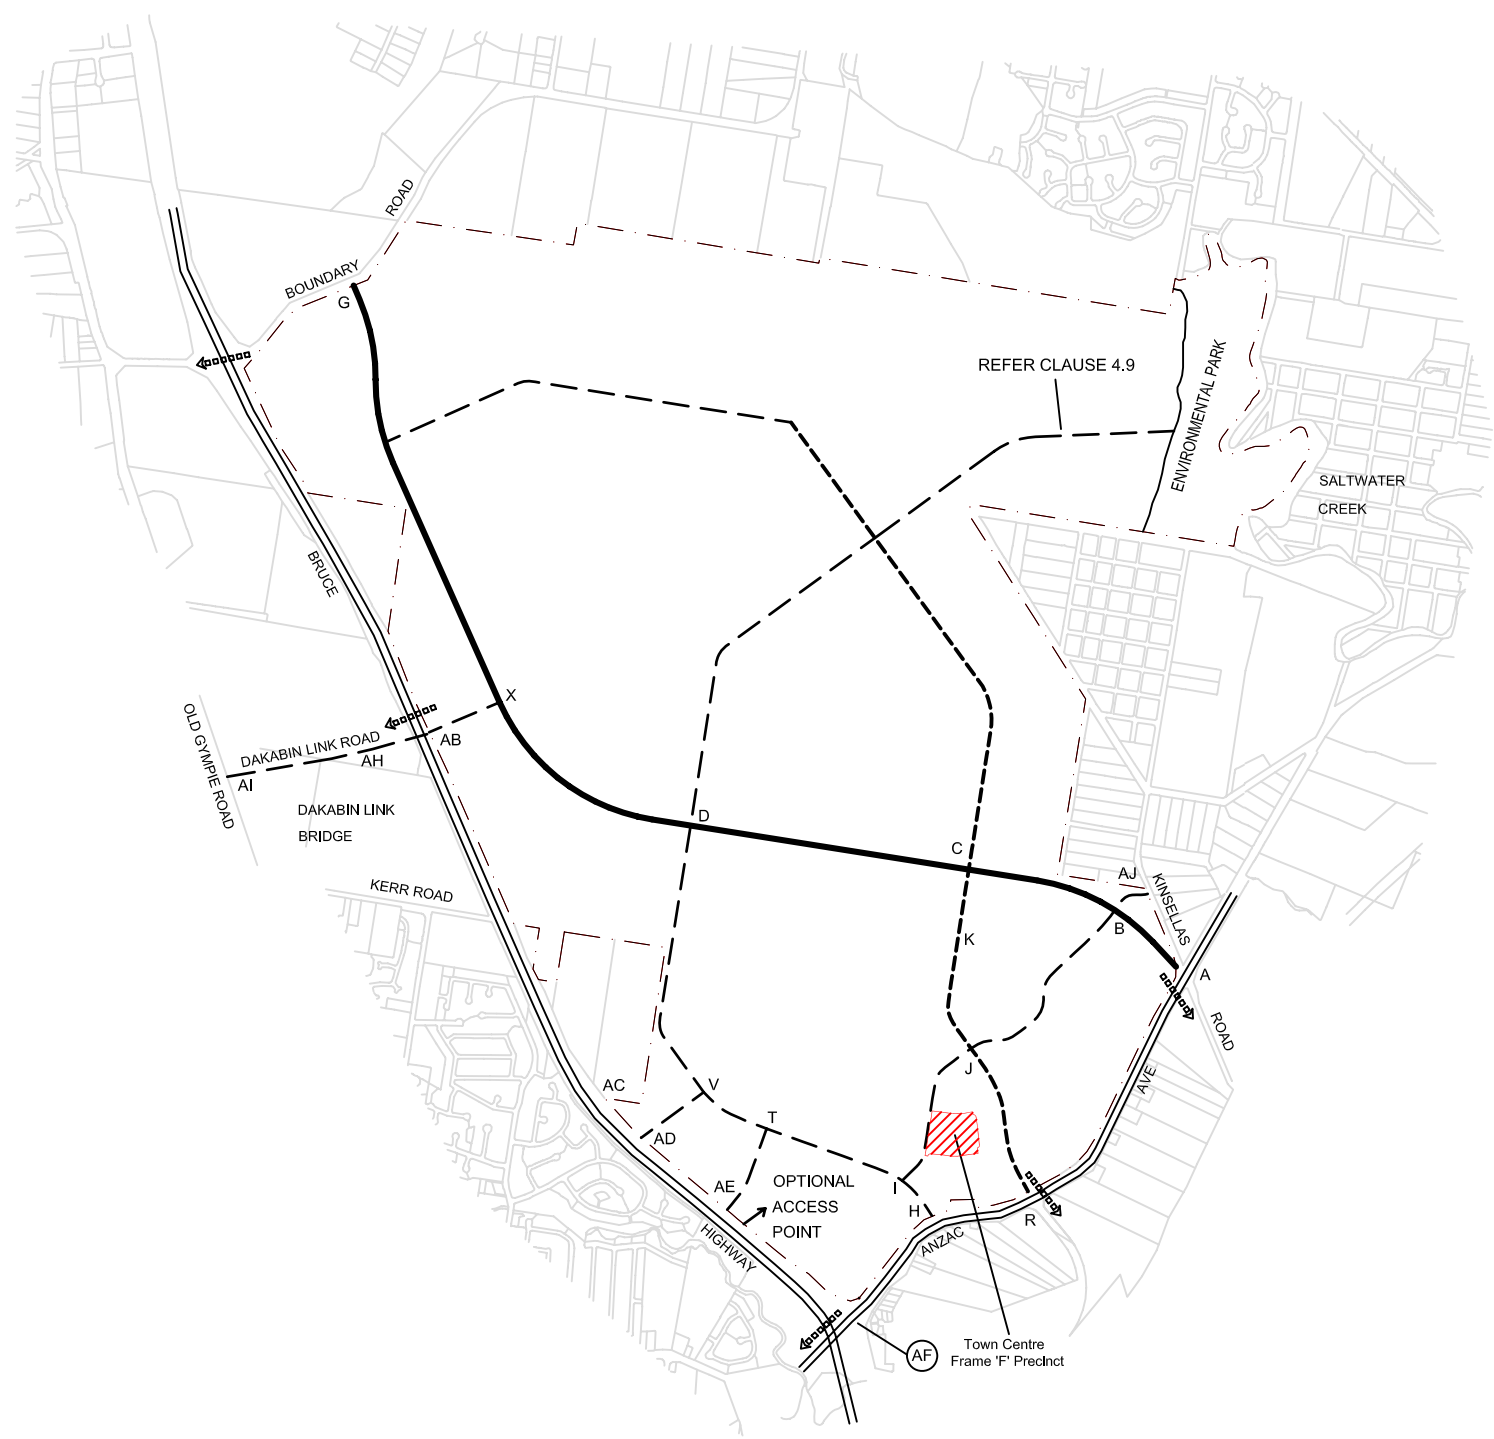 ROAD
BOUNDARY
G
REFER CLAUSE 4.9
ENVIRONMENTAL PARK
SALTWATER
CREEK
BRUCE
X
OLD GYMPIE ROAD
DAKABIN LINK ROAD
AB
AH
AI
DAKABIN LINK
BRIDGE
D
C
KERR ROAD
AJ
KINSELLAS
B
K
A
ROAD
J
AVE
AC
V
T
AD
AE
OPTIONAL
ACCESS
POINT
I
H
R
ANZAC
HIGHWAY
AF
Town Centre
Frame 'F' Precinct